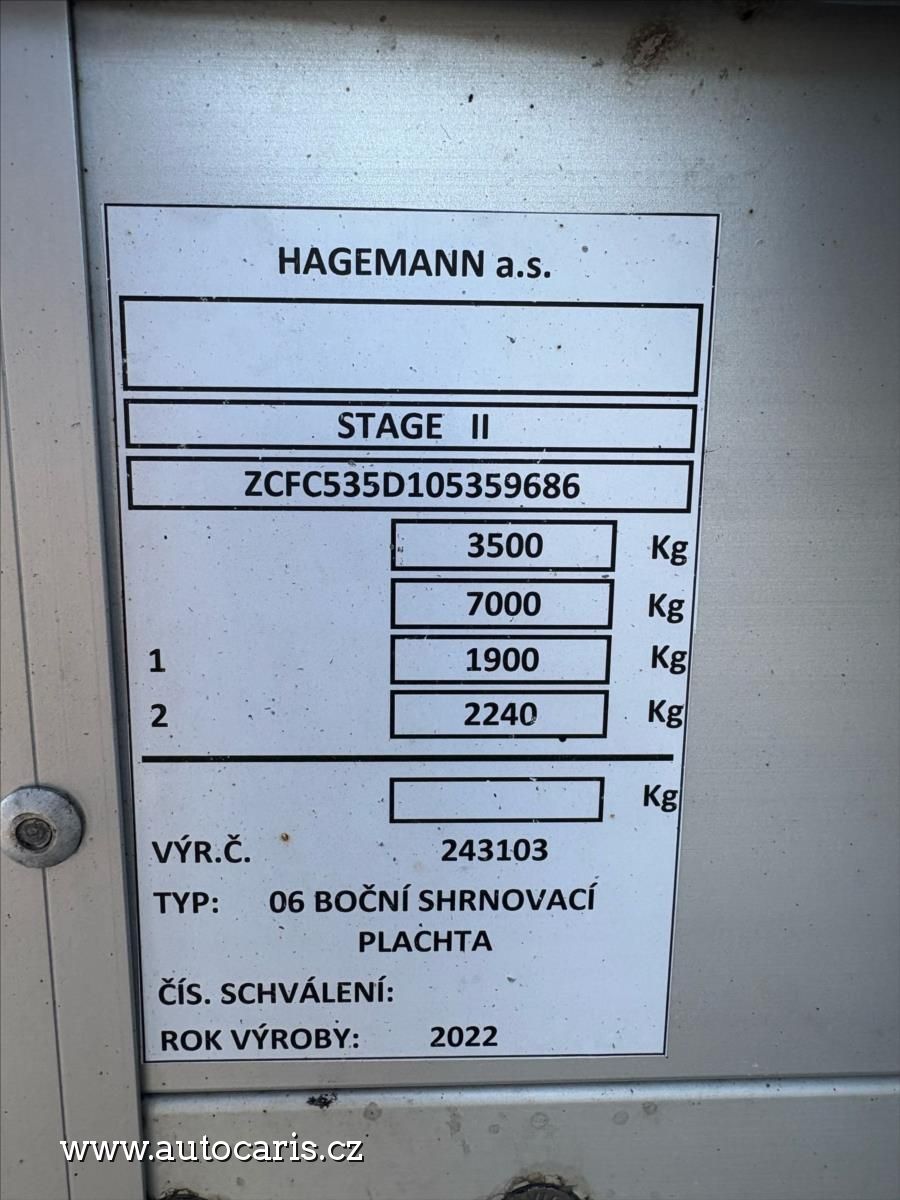 HAGEMANN a.s.
STAGE II
ZCFC535D105359686
3500 Kg
7000 Kg
1 1900 Kg
2 2240 Kg
Kg
VÝR.Č. 243103
TYP: 06 BOČNÍ SHRNOVACÍ
PLACHTA
ČÍS. SCHVÁLENÍ:
ROK VÝROBY: 2022
www.autocaris.cz